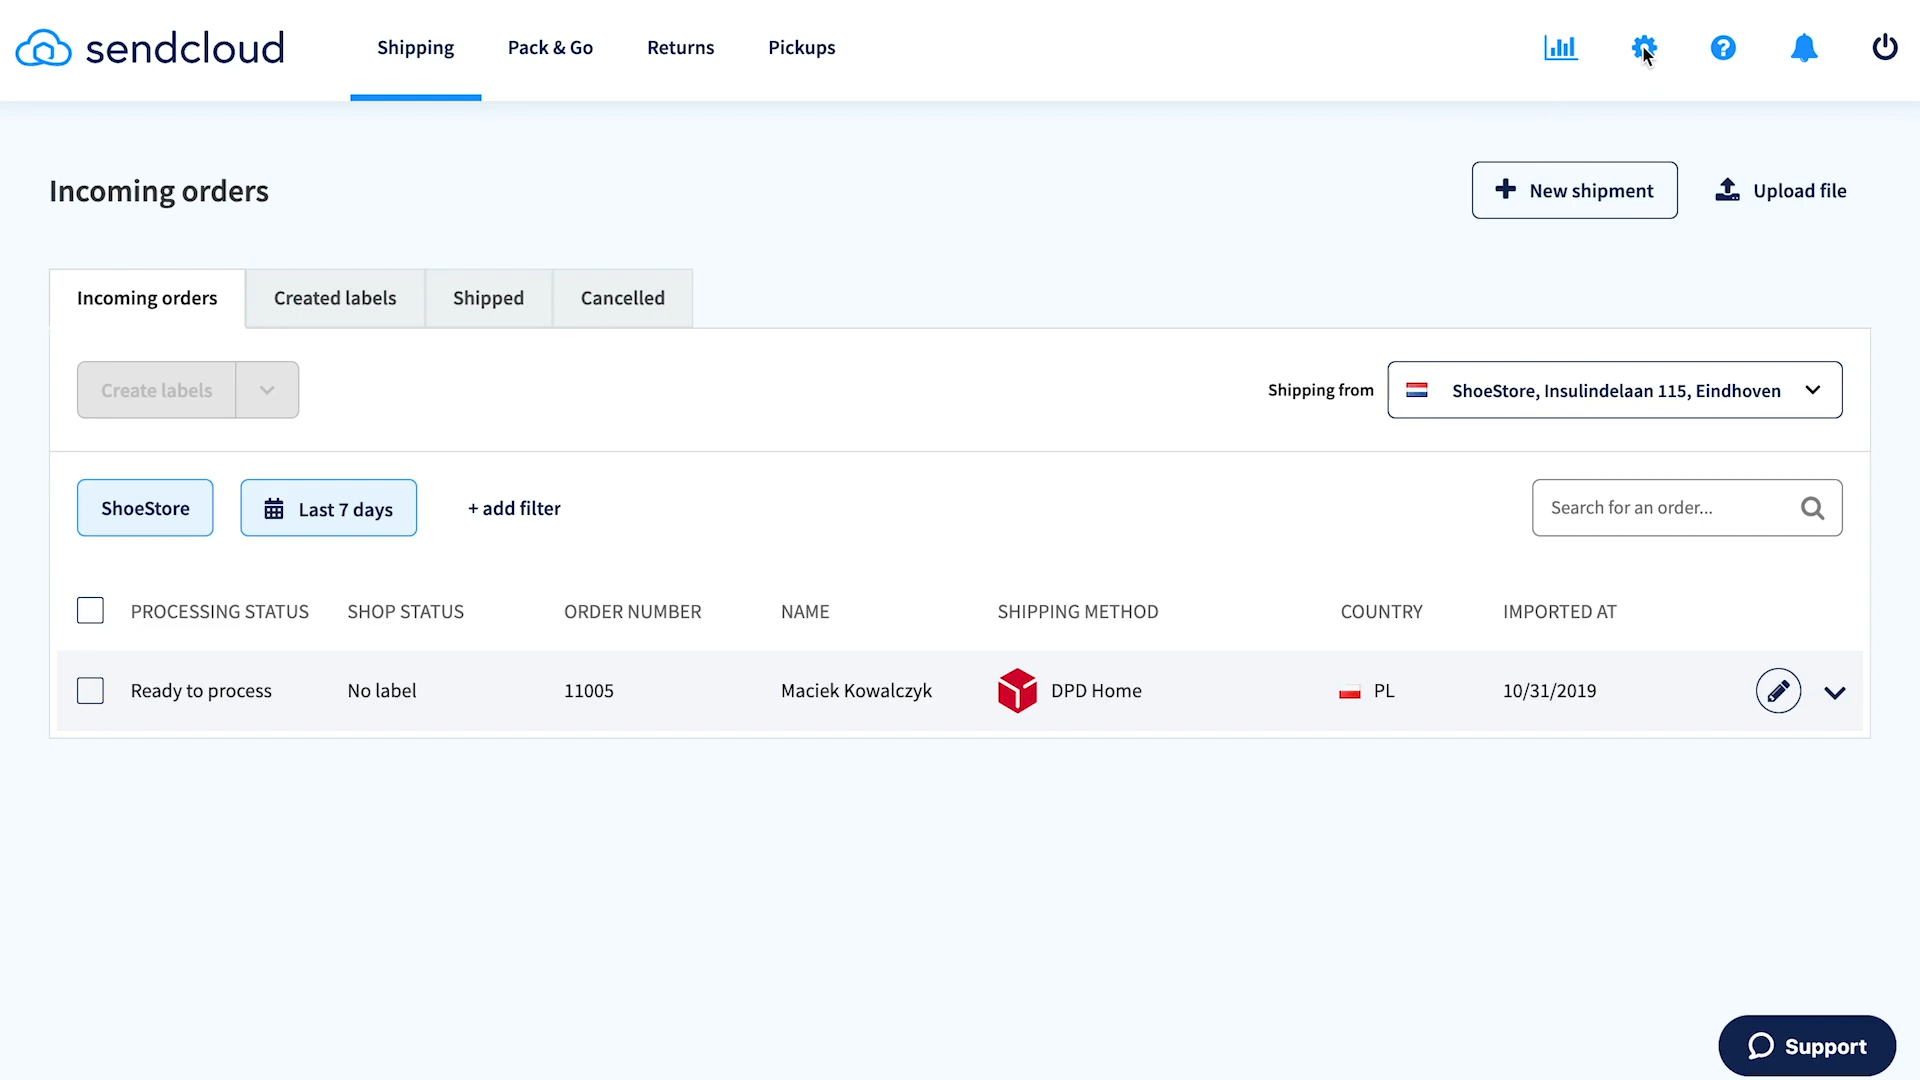 sendcloud
Shipping
Pack & Go
Returns
Pickups
Incoming orders
New shipment
Upload file
Incoming orders
Created labels
Shipped
Cancelled
Create labels
Shipping from
ShoeStore, Insulindelaan 115, Eindhoven
ShoeStore
Last 7 days
+ add filter
Search for an order...
PROCESSING STATUS
SHOP STATUS
ORDER NUMBER
NAME
SHIPPING METHOD
COUNTRY
IMPORTED AT
Ready to process
No label
11005
Maciek Kowalczyk
DPD Home
PL
10/31/2019
Support